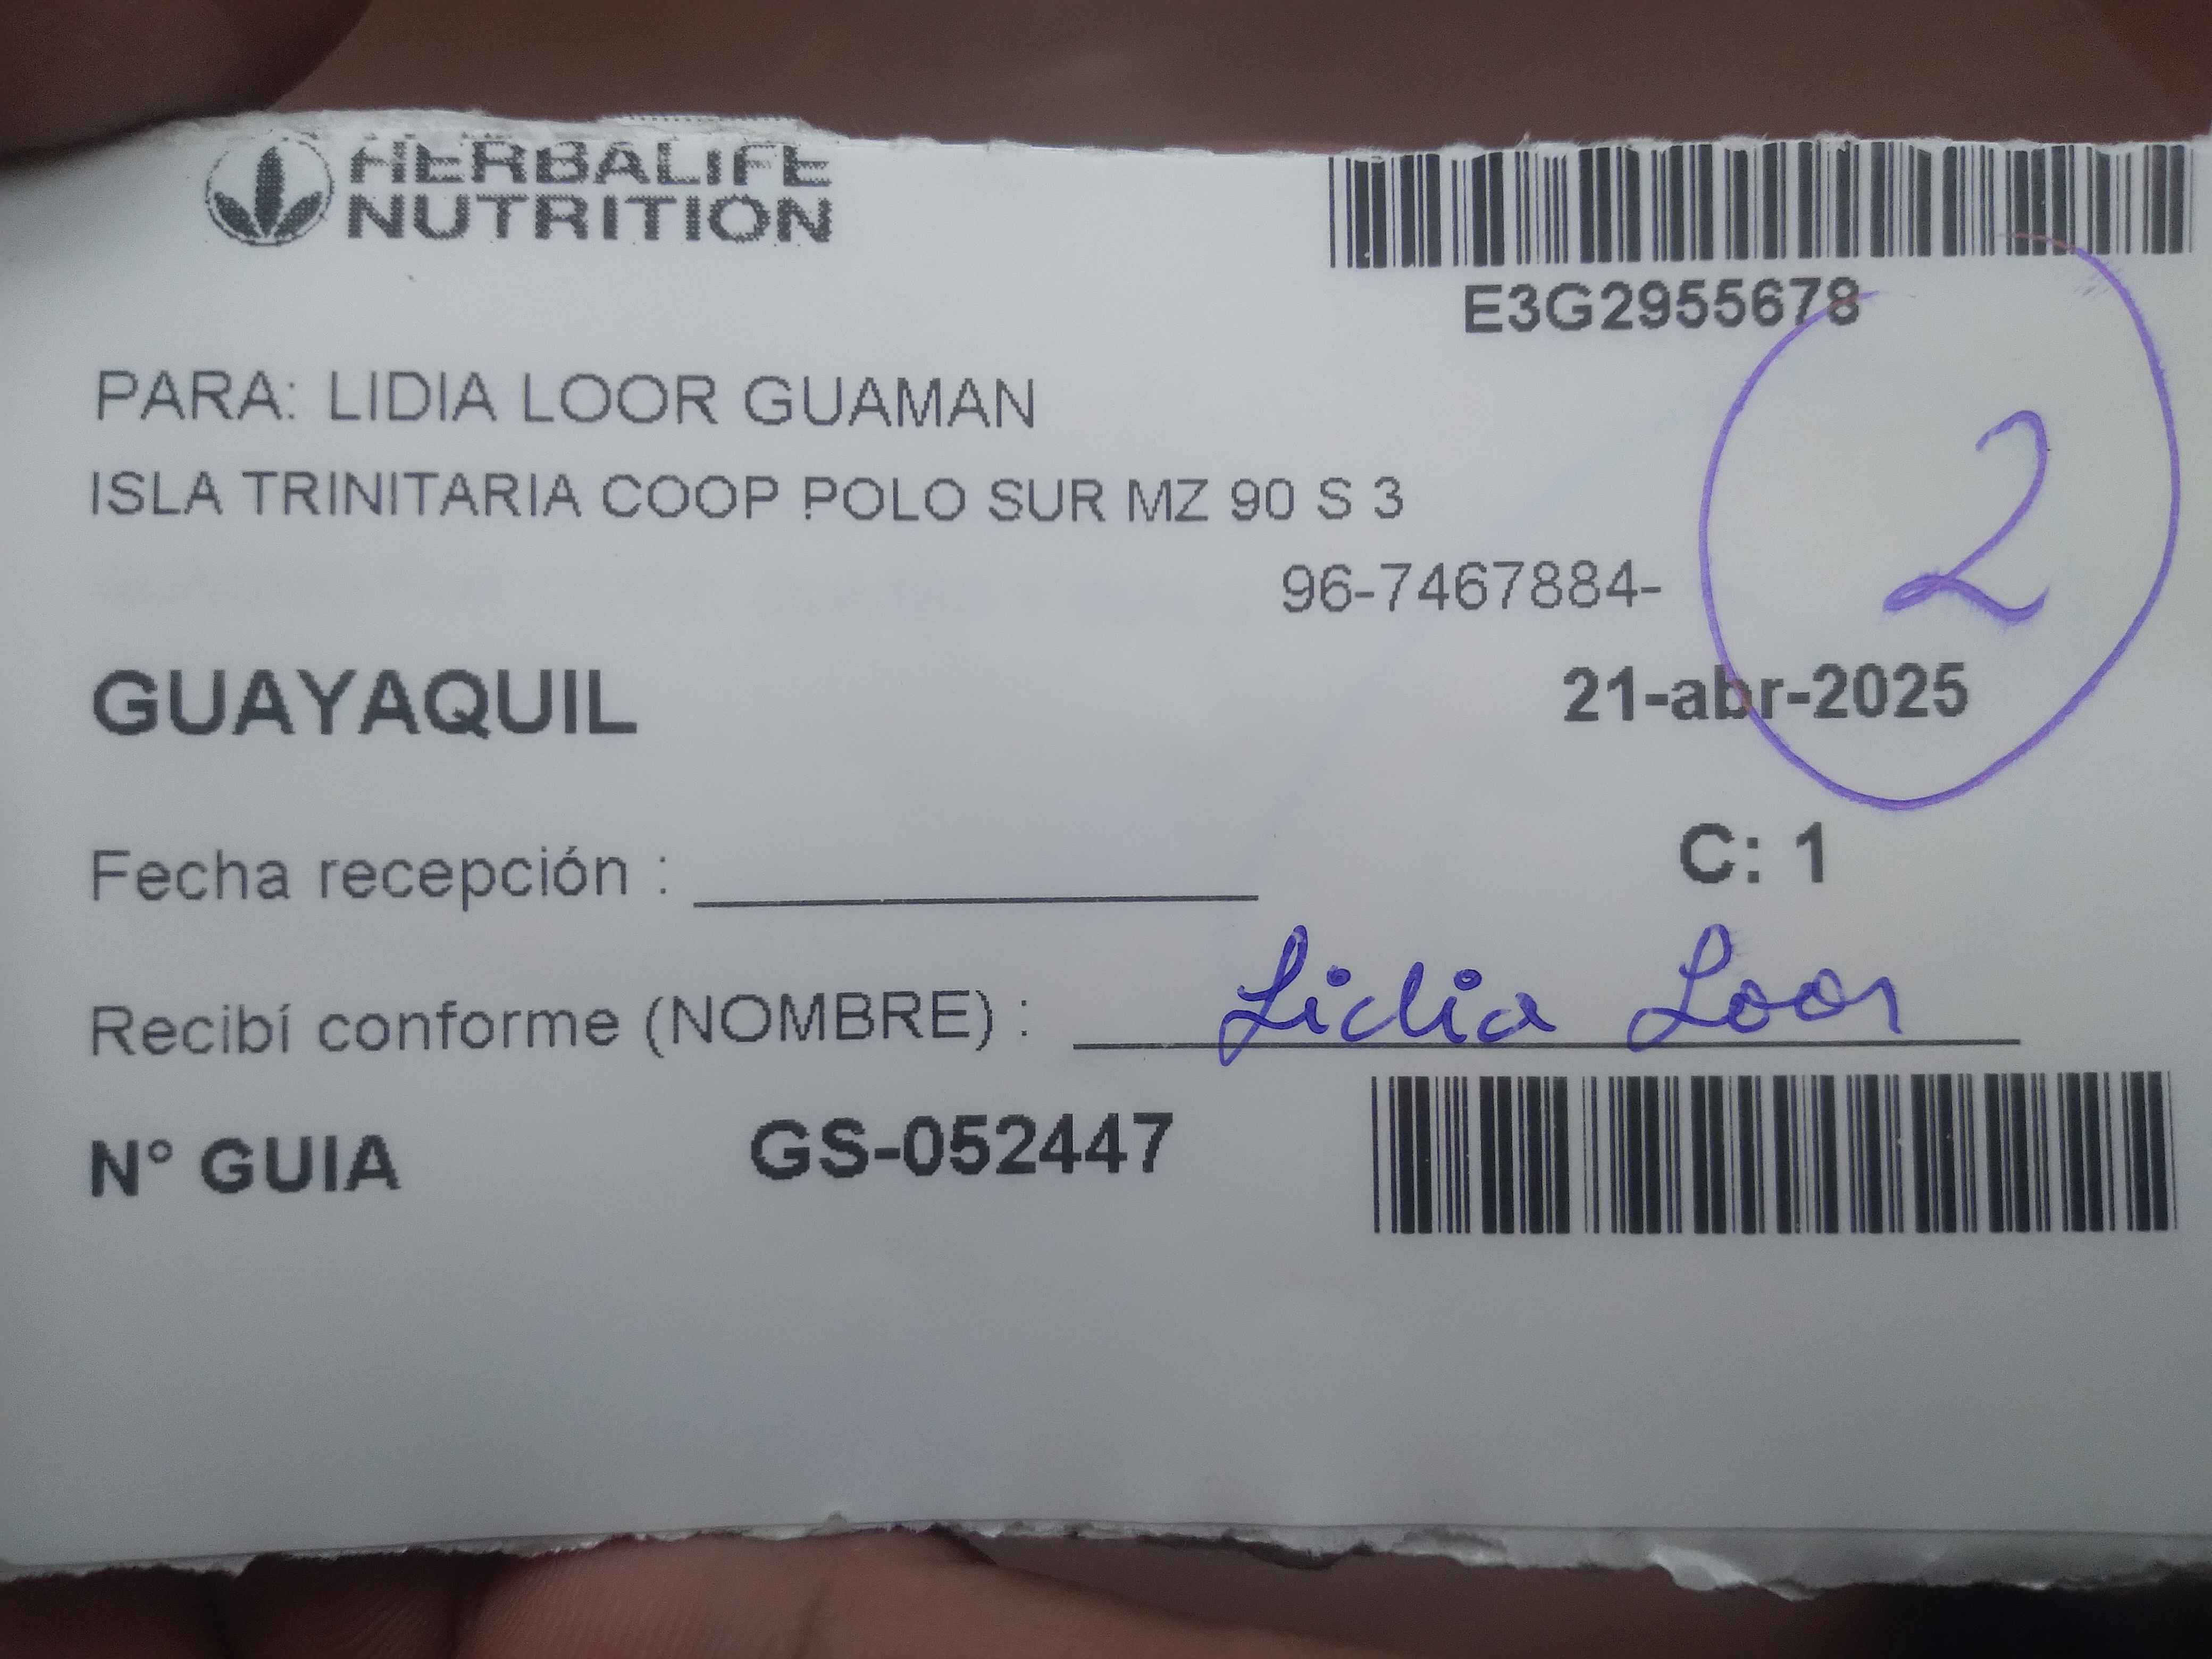 HERBALIFE
NUTRITION
E3G2955678
PARA: LIDIA LOOR GUAMAN
ISLA TRINITARIA COOP POLO SUR MZ 90 S 3
96-7467884-
2
GUAYAQUIL
21-abr-2025
Fecha recepción :
C: 1
Recibí conforme (NOMBRE) : Lidia Loor
N° GUIA GS-052447